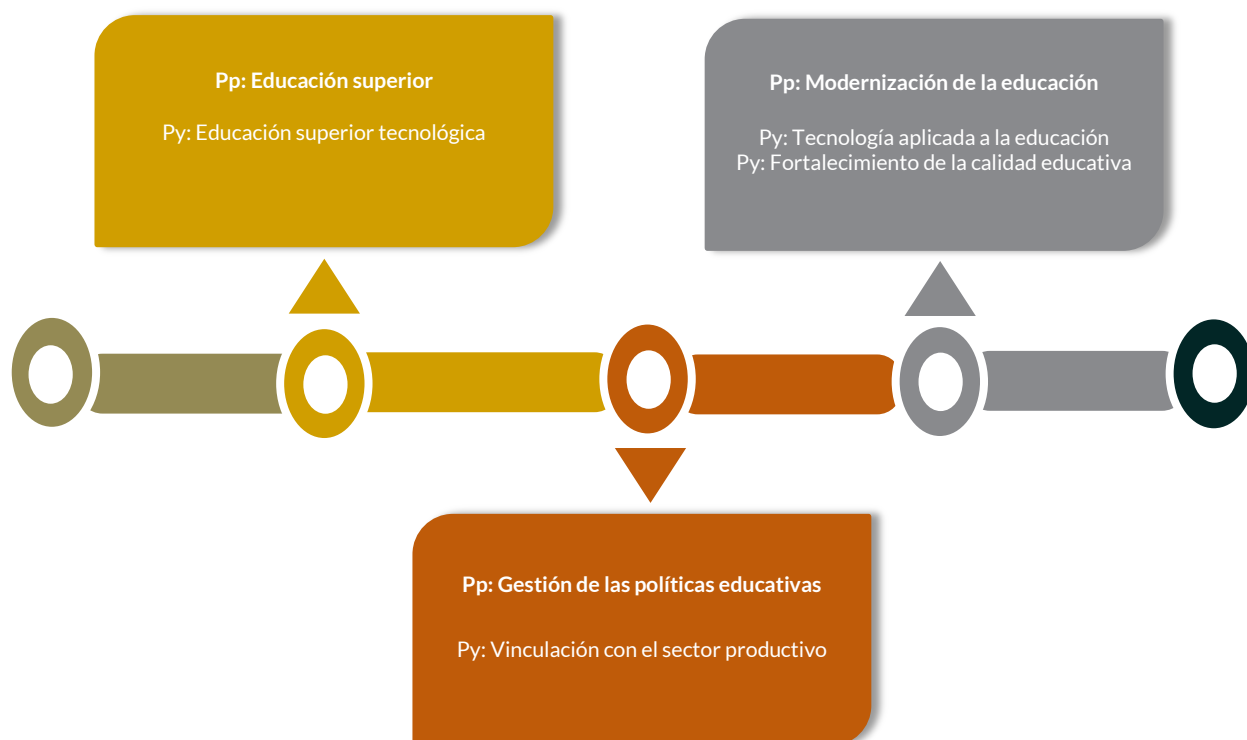 Pp: Educación superior
Py: Educación superior tecnológica
Pp: Modernización de la educación
Py: Tecnología aplicada a la educación
Py: Fortalecimiento de la calidad educativa
Pp: Gestión de las políticas educativas
Py: Vinculación con el sector productivo